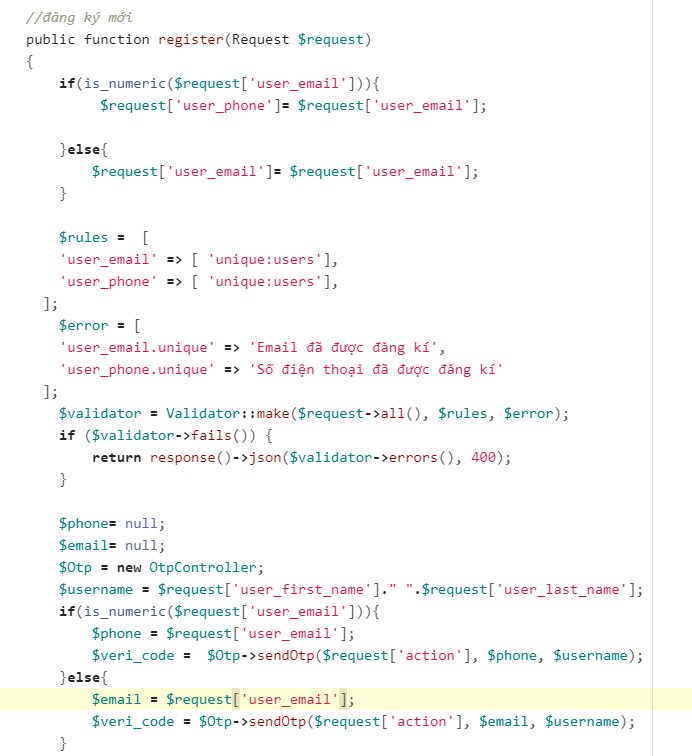 //đăng ký mới
public function register(Request $request)
{
    if(is_numeric($request['user_email'])){
         $request['user_phone']= $request['user_email'];

    }else{
        $request['user_email']= $request['user_email'];
    }

    $rules =  [
    'user_email' => [ 'unique:users'],
    'user_phone' => [ 'unique:users'],
  ];
    $error = [
    'user_email.unique' => 'Email đã được đăng kí',
    'user_phone.unique' => 'Số điện thoại đã được đăng kí'
  ];
    $validator = Validator::make($request->all(), $rules, $error);
    if ($validator->fails()) {
        return response()->json($validator->errors(), 400);
    }

    $phone= null;
    $email= null;
    $Otp = new OtpController;
    $username = $request['user_first_name']." ".$request['user_last_name'];
    if(is_numeric($request['user_email'])){
        $phone = $request['user_email'];
        $veri_code =  $Otp->sendOtp($request['action'], $phone, $username);
    }else{
        $email = $request['user_email'];
        $veri_code = $Otp->sendOtp($request['action'], $email, $username);
    }